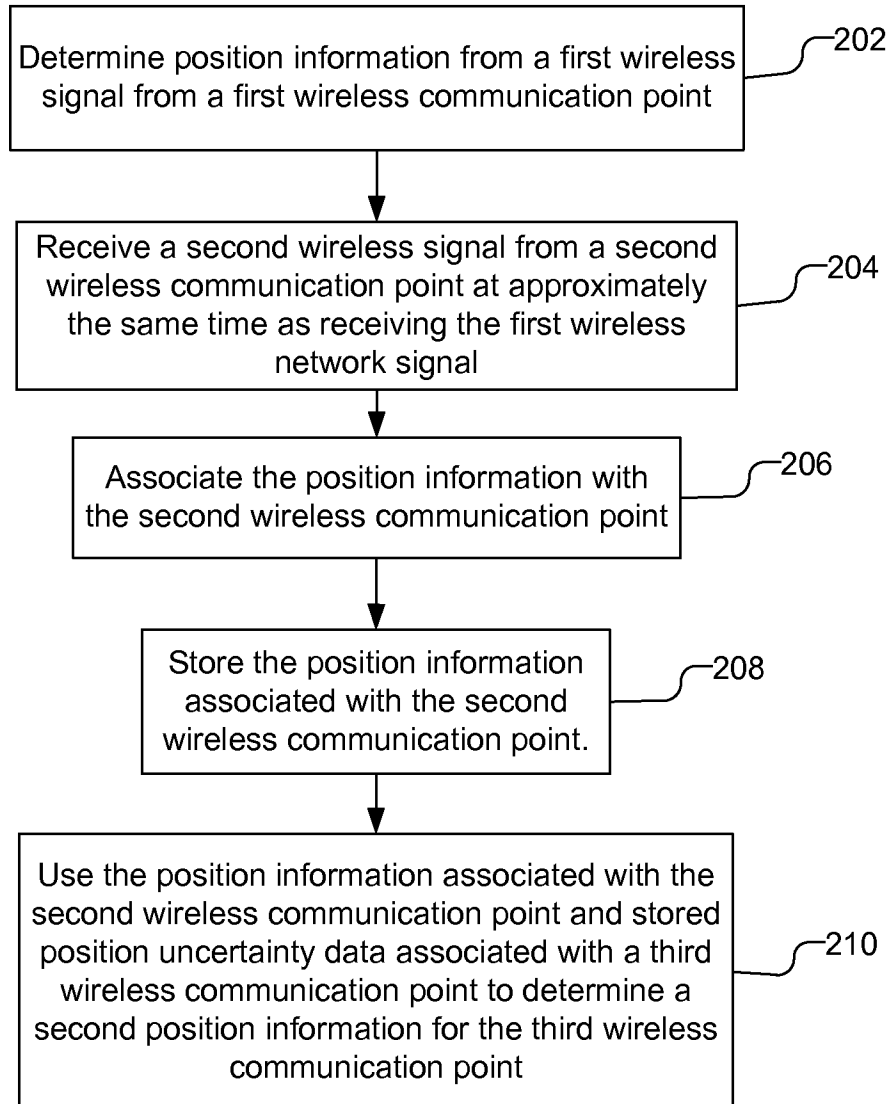 Determine position information from a first wireless
signal from a first wireless communication point
202
Receive a second wireless signal from a second
wireless communication point at approximately
the same time as receiving the first wireless
network signal
204
Associate the position information with
the second wireless communication point
206
Store the position information
associated with the second
wireless communication point.
208
Use the position information associated with the
second wireless communication point and stored
position uncertainty data associated with a third
wireless communication point to determine a
second position information for the third wireless
communication point
210